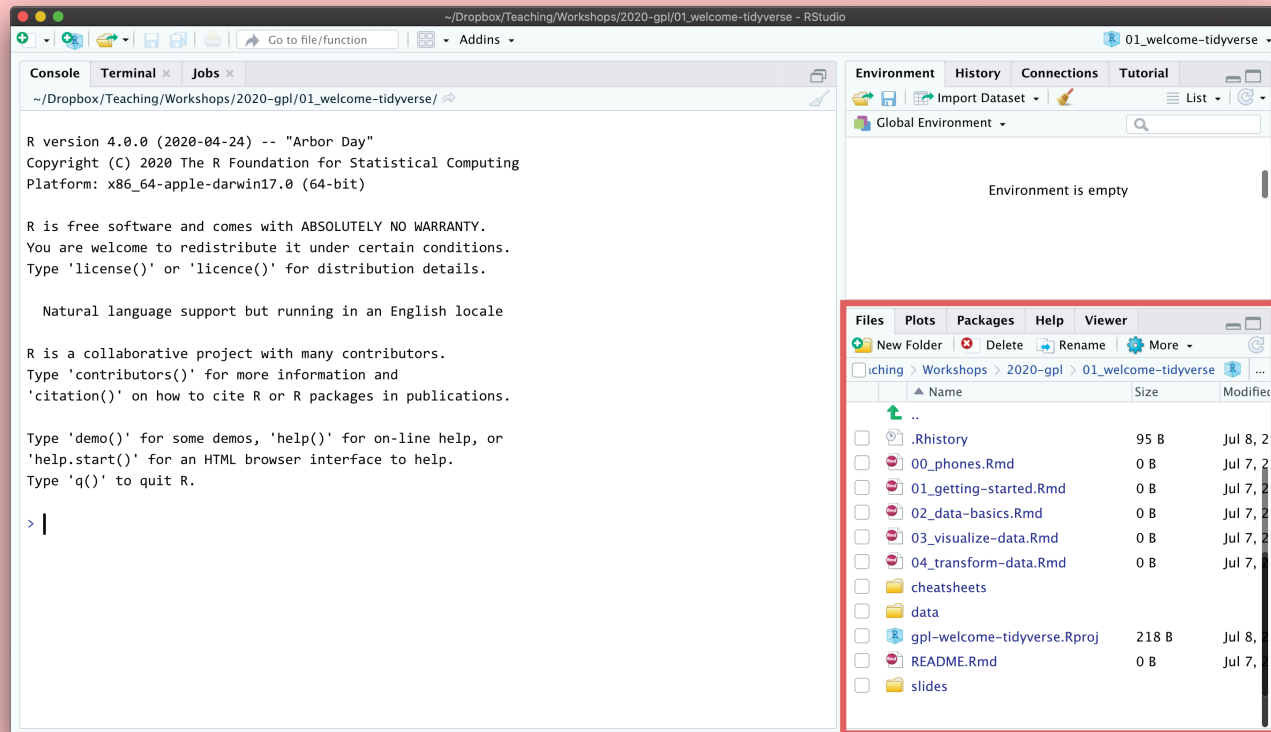 ~/Dropbox/Teaching/Workshops/2020-gpl/01_welcome-tidyverse - RStudio
Go to file/function Addins 01_welcome-tidyverse
Console Terminal Jobs
~/Dropbox/Teaching/Workshops/2020-gpl/01_welcome-tidyverse/
R version 4.0.0 (2020-04-24) -- "Arbor Day"
Copyright (C) 2020 The R Foundation for Statistical Computing
Platform: x86_64-apple-darwin17.0 (64-bit)
R is free software and comes with ABSOLUTELY NO WARRANTY.
You are welcome to redistribute it under certain conditions.
Type 'license()' or 'licence()' for distribution details.
Natural language support but running in an English locale
R is a collaborative project with many contributors.
Type 'contributors()' for more information and
'citation()' on how to cite R or R packages in publications.
Type 'demo()' for some demos, 'help()' for on-line help, or
'help.start()' for an HTML browser interface to help.
Type 'q()' to quit R.
>
Environment History Connections Tutorial
Import Dataset List
Global Environment
Environment is empty
Files Plots Packages Help Viewer
New Folder Delete Rename More
aching > Workshops > 2020-gpl > 01_welcome-tidyverse ...
Name Size Modified
..
.Rhistory 95 B Jul 8, 2
00_phones.Rmd 0 B Jul 7, 2
01_getting-started.Rmd 0 B Jul 7, 2
02_data-basics.Rmd 0 B Jul 7, 2
03_visualize-data.Rmd 0 B Jul 7, 2
04_transform-data.Rmd 0 B Jul 7, 2
cheatsheets
data
gpl-welcome-tidyverse.Rproj 218 B Jul 8, 2
README.Rmd 0 B Jul 7, 2
slides